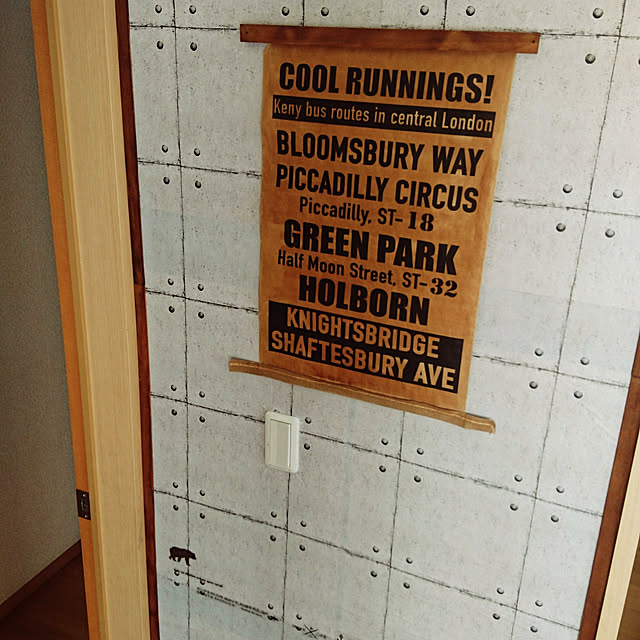 COOL RUNNINGS!
Keny bus routes in central London
BLOOMSBURY WAY
PICCADILLY CIRCUS
Piccadilly, ST-18
GREEN PARK
Half Moon Street, ST-32
HOLBORN
KNIGHTSBRIDGE
SHAFTESBURY AVE